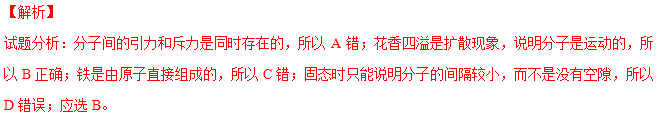 【解析】
试题分析：分子间的引力和斥力是同时存在的，所以 A 错；花香四溢是扩散现象，说明分子是运动的，所
以 B 正确；铁是由原子直接组成的，所以 C 错；固态时只能说明分子的间隔较小，而不是没有空隙，所以
D 错误；应选 B。